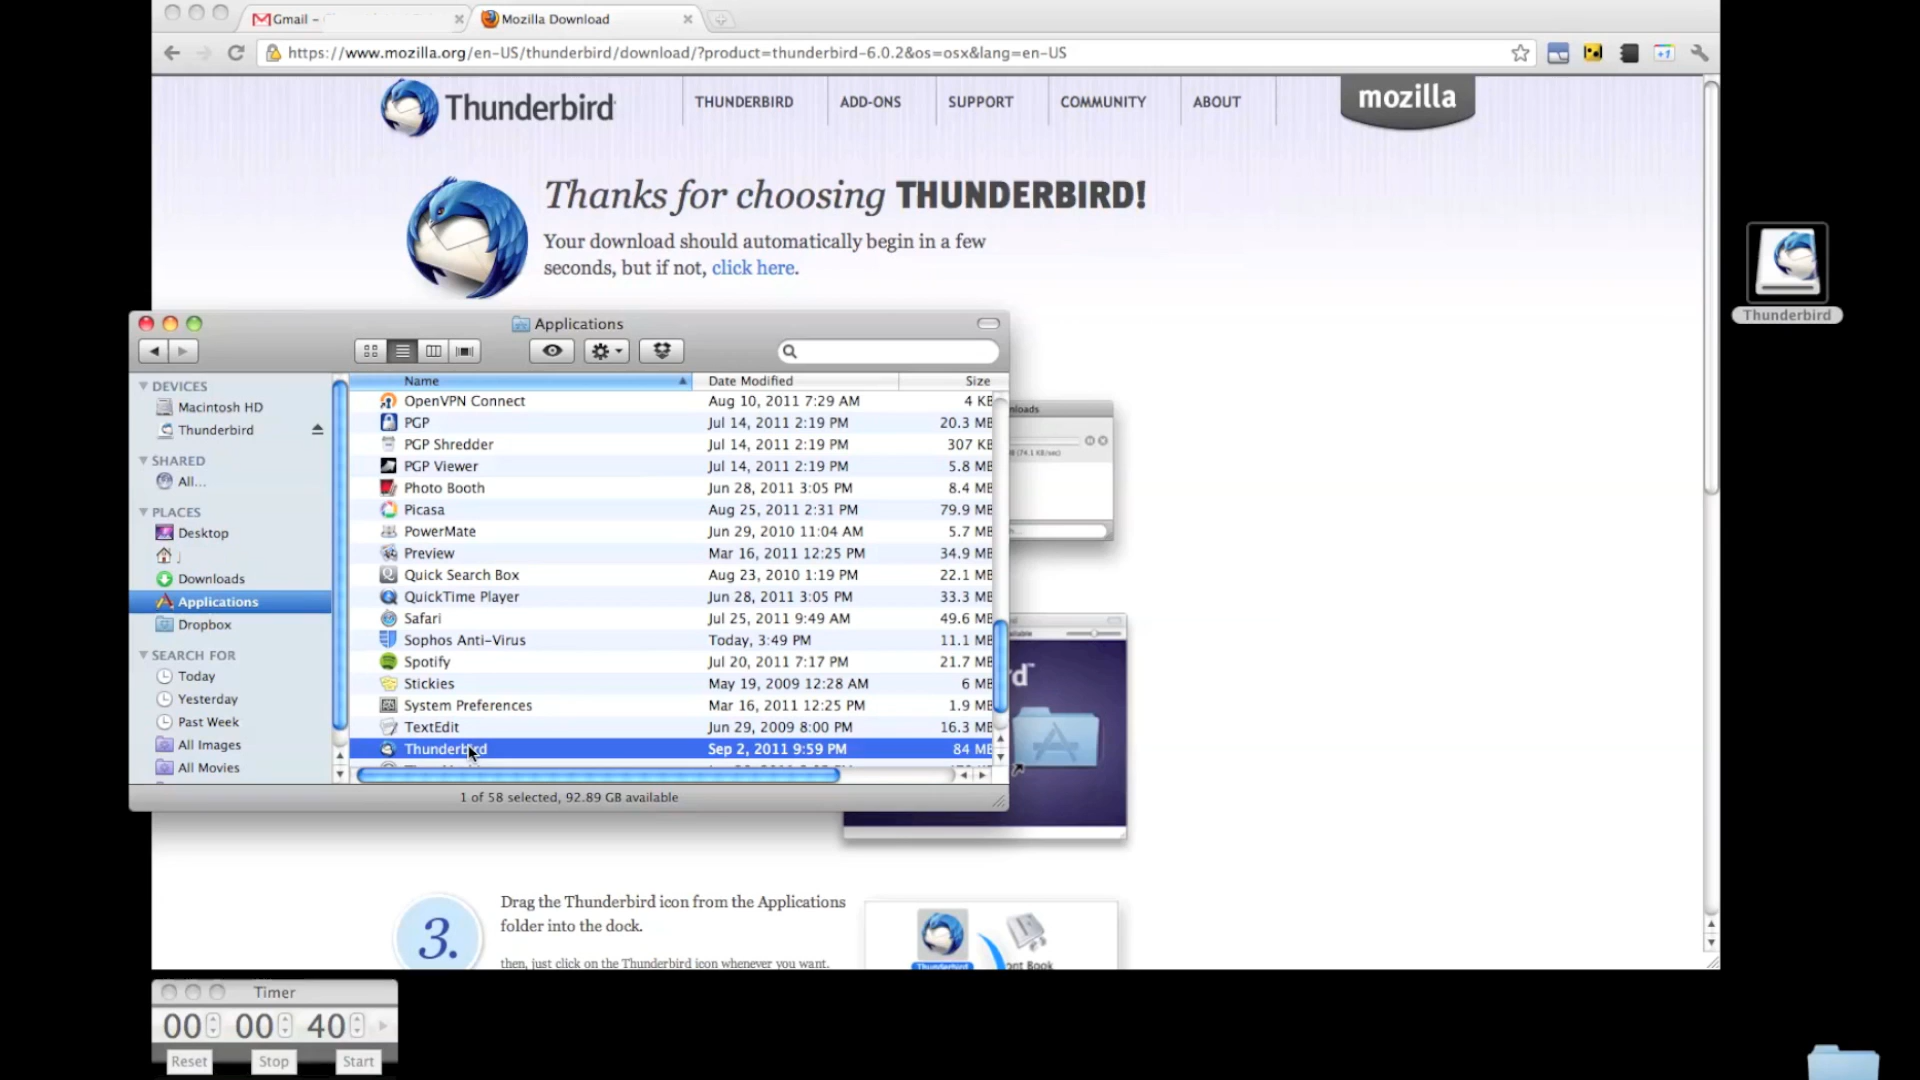 Gmail –
Mozilla Download
https://www.mozilla.org/en-US/thunderbird/download/?product=thunderbird-6.0.2&os=osx&lang=en-US
Thunderbird
THUNDERBIRD
ADD-ONS
SUPPORT
COMMUNITY
ABOUT
mozilla
Thanks for choosing THUNDERBIRD!
Your download should automatically begin in a few
seconds, but if not, click here.
Thunderbird
Applications
DEVICES
Macintosh HD
Thunderbird
SHARED
All...
PLACES
Desktop
Downloads
Applications
Dropbox
SEARCH FOR
Today
Yesterday
Past Week
All Images
All Movies
Name Date Modified Size
OpenVPN Connect Aug 10, 2011 7:29 AM 4 KB
PGP Jul 14, 2011 2:19 PM 20.3 MB
PGP Shredder Jul 14, 2011 2:19 PM 307 KB
PGP Viewer Jul 14, 2011 2:19 PM 5.8 MB
Photo Booth Jun 28, 2011 3:05 PM 8.4 MB
Picasa Aug 25, 2011 2:31 PM 79.9 MB
PowerMate Jun 29, 2010 11:04 AM 5.7 MB
Preview Mar 16, 2011 12:25 PM 34.9 MB
Quick Search Box Aug 23, 2010 1:19 PM 22.1 MB
QuickTime Player Jun 28, 2011 3:05 PM 33.3 MB
Safari Jul 25, 2011 9:49 AM 49.6 MB
Sophos Anti-Virus Today, 3:49 PM 11.1 MB
Spotify Jul 20, 2011 7:17 PM 21.7 MB
Stickies May 19, 2009 12:28 AM 6 MB
System Preferences Mar 16, 2011 12:25 PM 1.9 MB
TextEdit Jun 29, 2009 8:00 PM 16.3 MB
Thunderbird Sep 2, 2011 9:59 PM 84 MB
1 of 58 selected, 92.89 GB available
nloads
(74.1 KB/sec)
rd™
3.
Drag the Thunderbird icon from the Applications
folder into the dock.
then, just click on the Thunderbird icon whenever you want.
Thunderbird
ont Book
Timer
00 00 40
Reset
Stop
Start